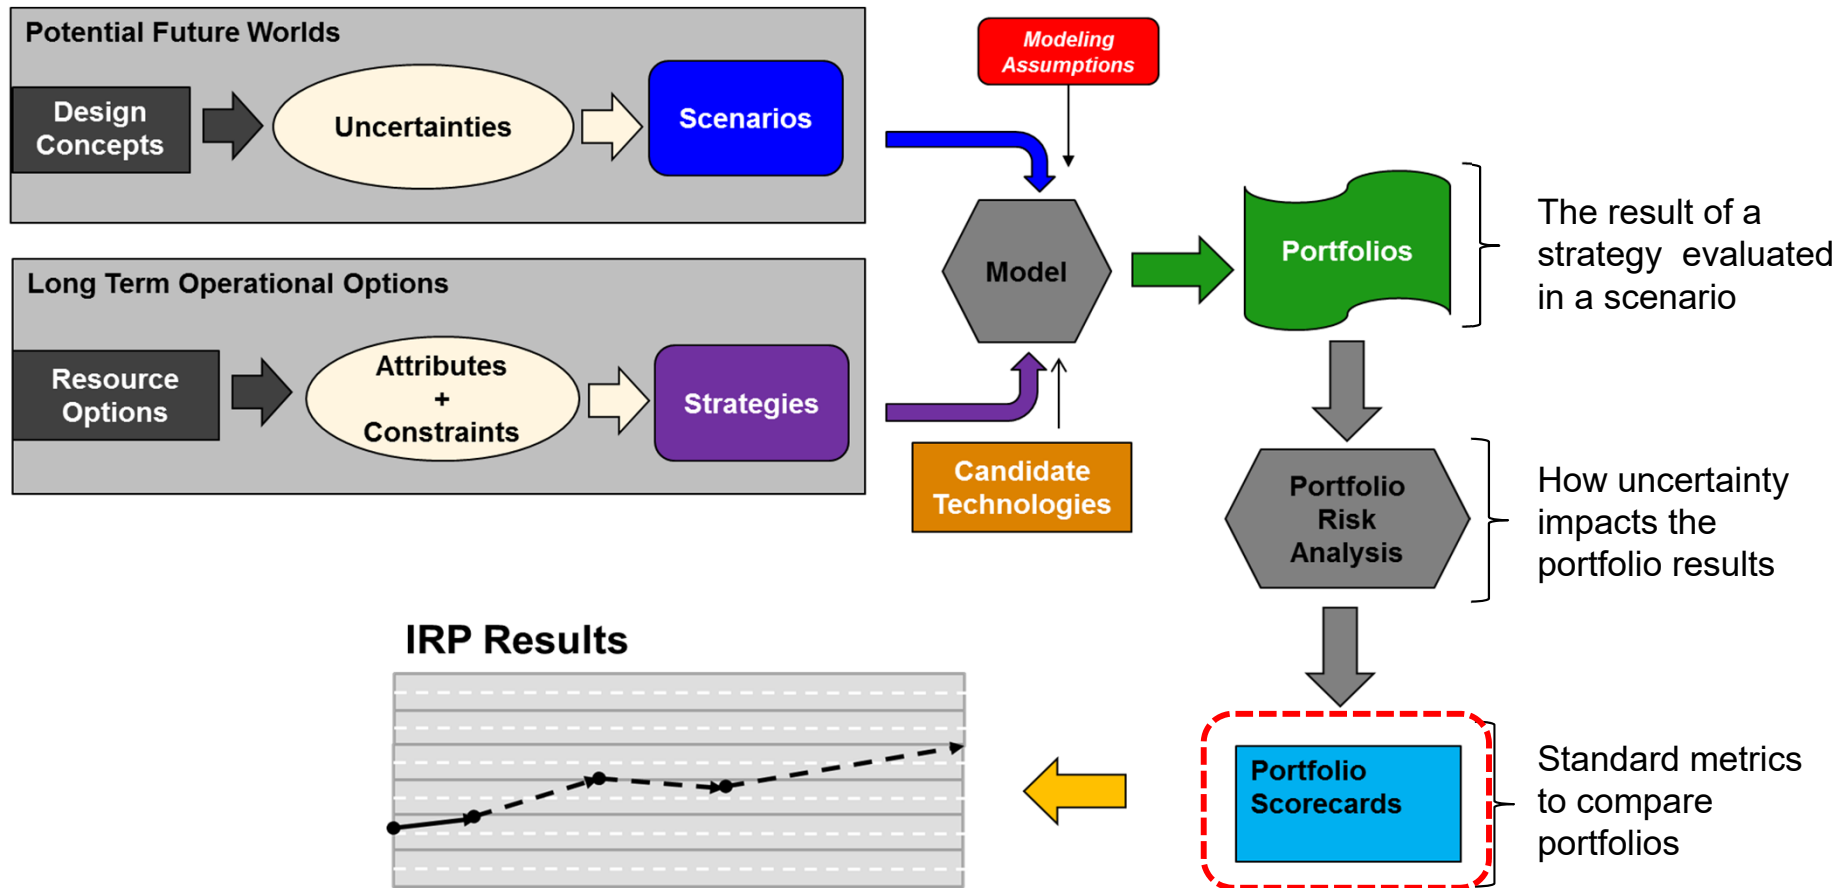 Potential Future Worlds
Design
Concepts
Uncertainties
Scenarios
Modeling
Assumptions
Long Term Operational Options
Resource
Options
Attributes
+
Constraints
Strategies
Model
Candidate
Technologies
Portfolios
The result of a
strategy evaluated
in a scenario
Portfolio
Risk
Analysis
How uncertainty
impacts the
portfolio results
Portfolio
Scorecards
Standard metrics
to compare
portfolios
IRP Results